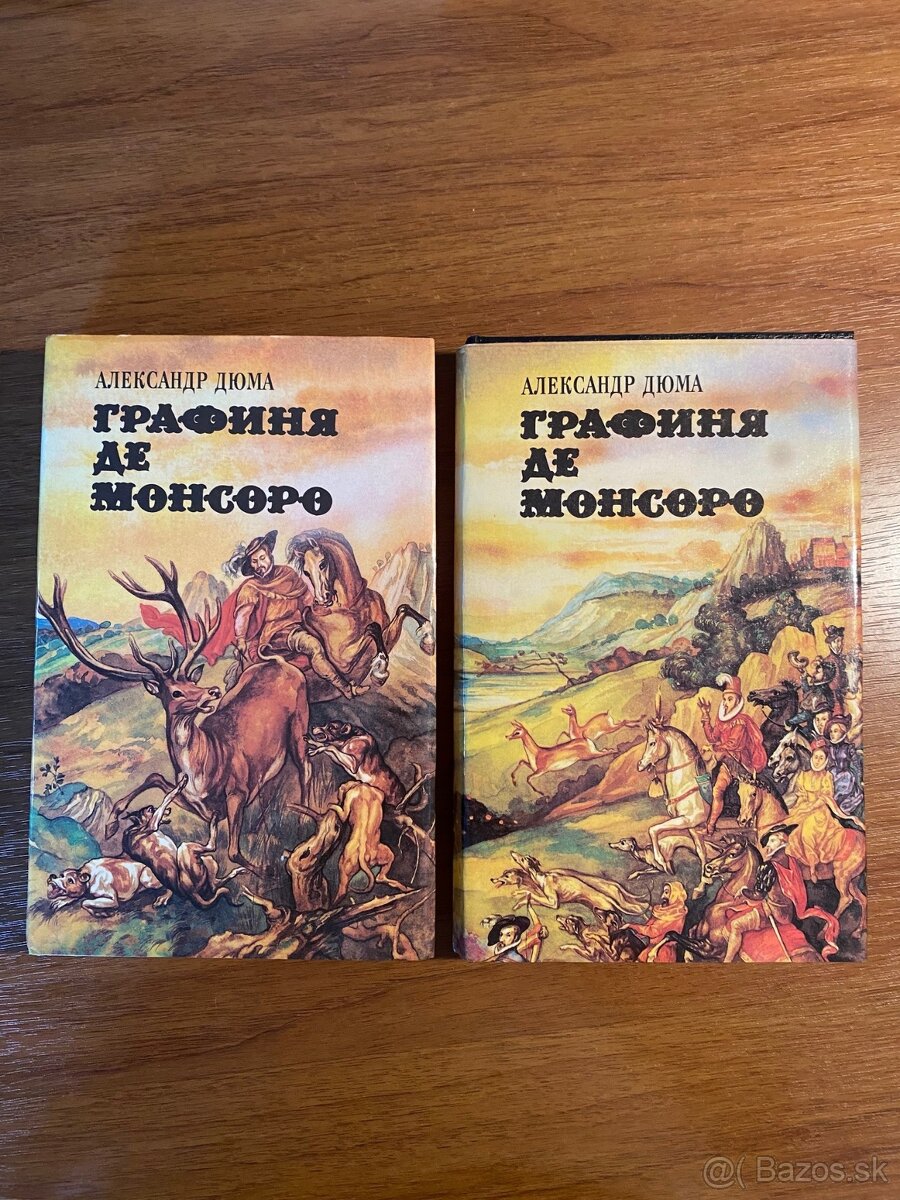 АЛЕКСАНДР ДЮМА
ГРАФИНЯ
ДЕ
МОНСОРО
АЛЕКСАНДР ДЮМА
ГРАФИНЯ
ДЕ
МОНСОРО
@( Bazos.sk